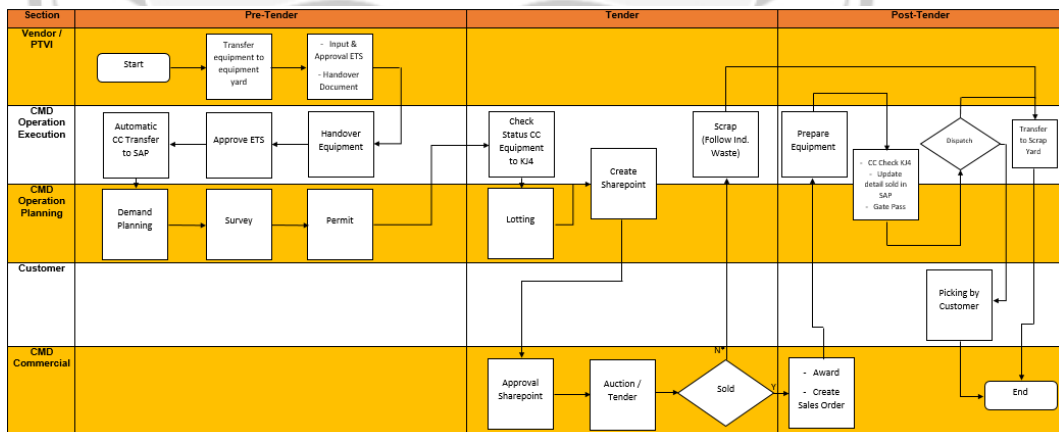 Section
Pre-Tender
Tender
Post-Tender
Vendor /
PTVI
Start
Transfer
equipment to
equipment
yard
- Input &
Approval ETS
- Handover
Document
CMD
Operation
Execution
Automatic
CC Transfer
to SAP
Approve ETS
Handover
Equipment
Check
Status CC
Equipment
to KJ4
Create
Sharepoint
Scrap
(Follow Ind.
Waste)
Prepare
Equipment
- CC Check KJ4
- Update
detail sold in
SAP
- Gate Pass
Dispatch
Transfer
to Scrap
Yard
CMD
Operation
Planning
Demand
Planning
Survey
Permit
Lotting
Customer
Picking by
Customer
CMD
Commercial
Approval
Sharepoint
Auction /
Tender
Sold
N*
Y
- Award
- Create
Sales Order
End